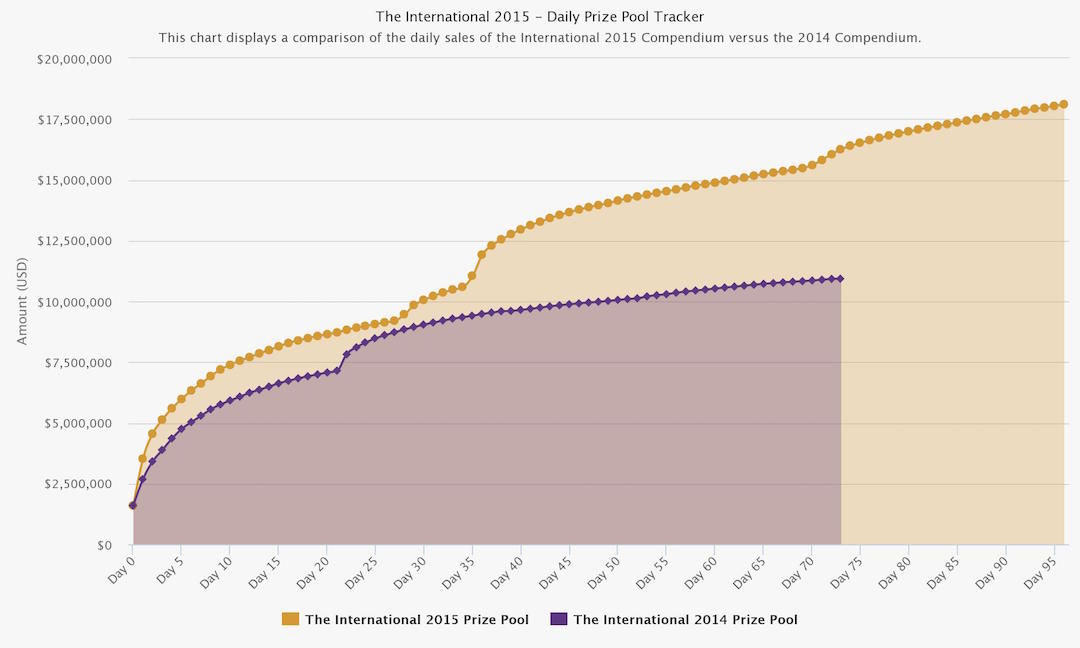 The International 2015 - Daily Prize Pool Tracker
This chart displays a comparison of the daily sales of the International 2015 Compendium versus the 2014 Compendium.
$20,000,000
$17,500,000
$15,000,000
$12,500,000
$10,000,000
$7,500,000
$5,000,000
$2,500,000
$0
Amount (USD)
Day 0
Day 5
Day 10
Day 15
Day 20
Day 25
Day 30
Day 35
Day 40
Day 45
Day 50
Day 55
Day 60
Day 65
Day 70
Day 75
Day 80
Day 85
Day 90
Day 95
The International 2015 Prize Pool
The International 2014 Prize Pool